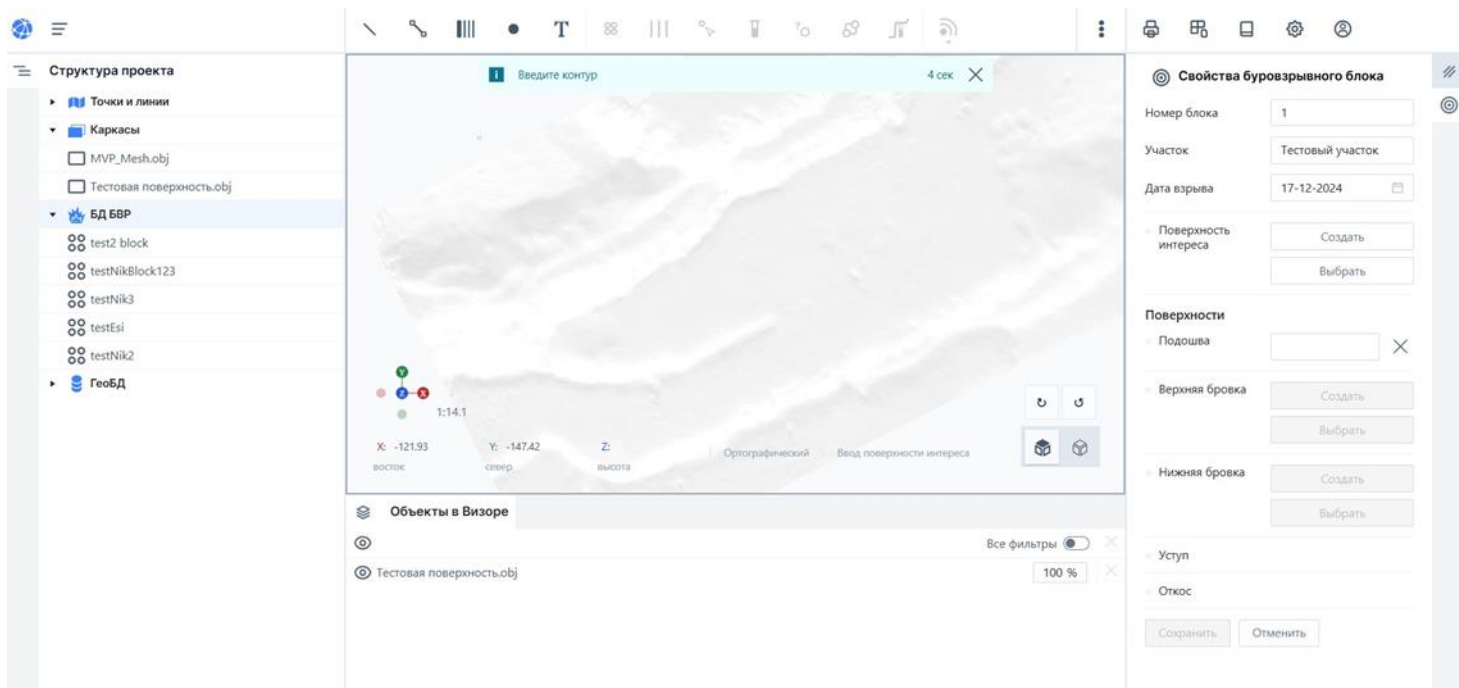 T
Структура проекта
Точки и линии
Каркасы
MVP_Mesh.obj
Тестовая поверхность.obj
БД БВР
test2 block
testNikBlock123
testNik3
testEsi
testNik2
ГеоБД
Введите контур
4 сек
Y
Z
X
1:14.1
X: -121.93
Y: -147.42
Z:
восток
север
высота
Ортографический
Ввод поверхности интереса
Объекты в Визоре
Все фильтры
Тестовая поверхность.obj
100 %
Свойства буровзрывного блока
Номер блока
1
Участок
Тестовый участок
Дата взрыва
17-12-2024
Поверхность
интереса
Создать
Выбрать
Поверхности
Подошва
Верхняя бровка
Создать
Выбрать
Нижняя бровка
Создать
Выбрать
Уступ
Откос
Сохранить
Отменить